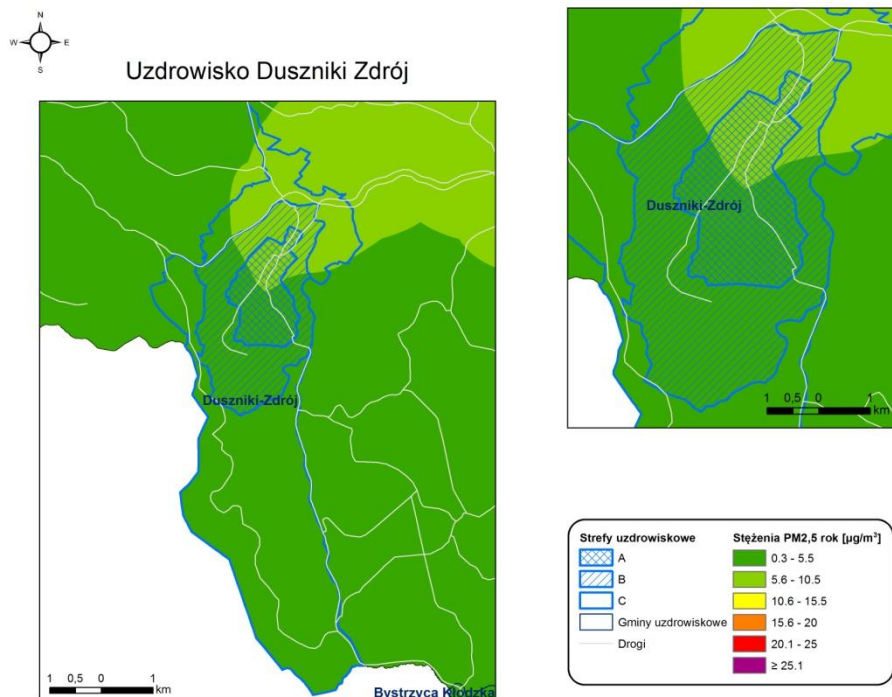 N
W E
S
Uzdrowisko Duszniki Zdrój
Duszniki-Zdrój
Bystrzyca Kłodzka
1 0,5 0 1
km
Duszniki-Zdrój
1 0,5 0 1
km
Strefy uzdrowiskowe
A
B
C
Gminy uzdrowiskowe
Drogi
Stężenia PM2,5 rok [µg/m³]
0.3 - 5.5
5.6 - 10.5
10.6 - 15.5
15.6 - 20
20.1 - 25
≥ 25.1